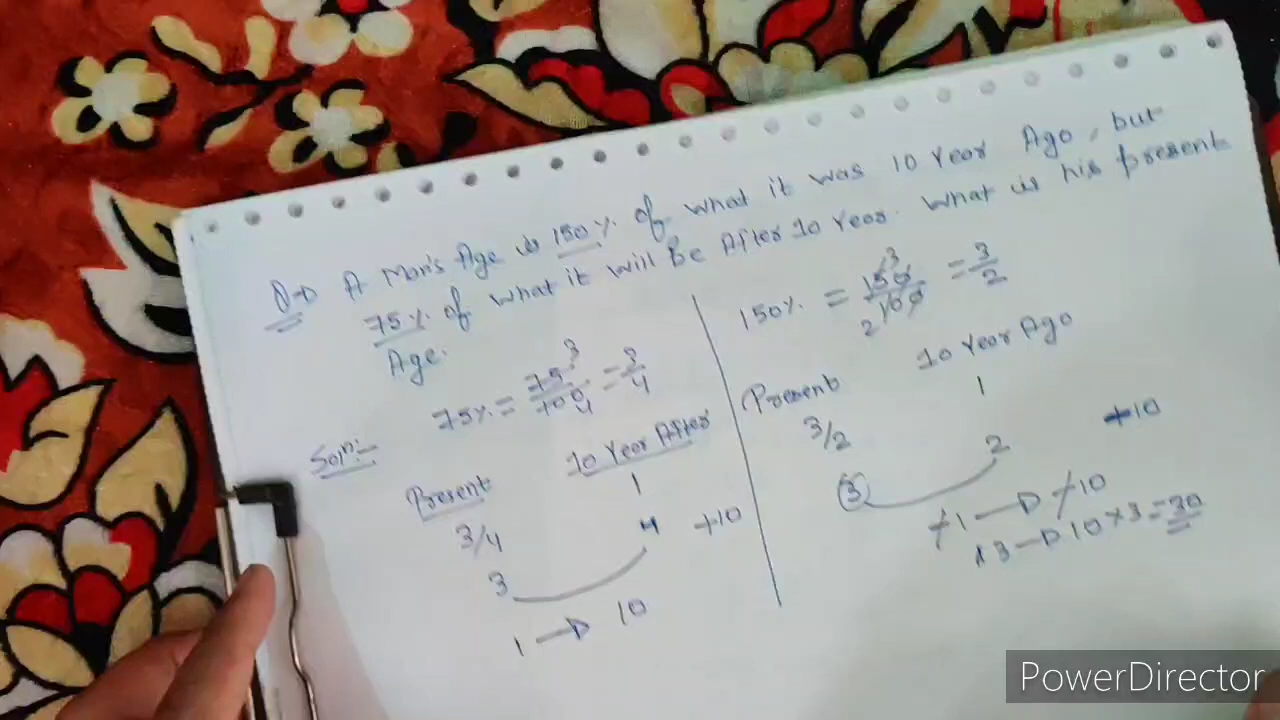 Q→ A Man's Age is 150% of what it was 10 Year Ago, but
75% of what it will be After 10 Year. What is his present
Age.
75% = 75/100 = 3/4
Soln:-
Present 10 Year After
1
3/4
3 4 +10
1 → 10
150% = 150/100 = 3/2
Present 10 Year Ago
1
3/2
3 2 +10
1 → 10
3 → 10×3=30
PowerDirector